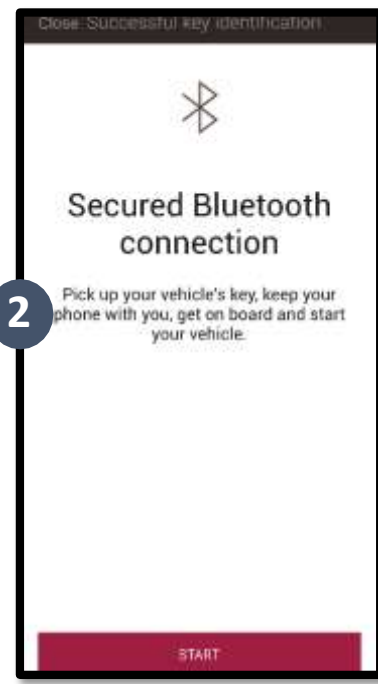 Close Successful key identification
Secured Bluetooth
connection
2
Pick up your vehicle's key, keep your
phone with you, get on board and start
your vehicle.
START